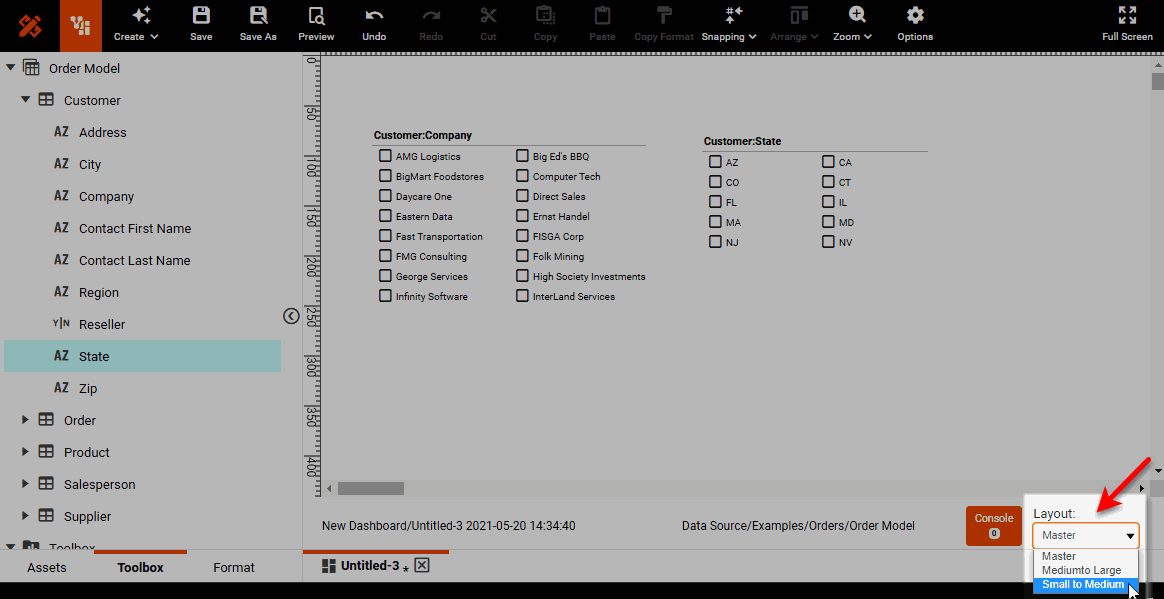 Create Save Save As Preview Undo Redo Cut Copy Paste Copy Format Snapping Arrange Zoom Options Full Screen
Order Model
Customer
AZ Address
AZ City
AZ Company
AZ Contact First Name
AZ Contact Last Name
AZ Region
Y|N Reseller
AZ State
AZ Zip
Order
Product
Salesperson
Supplier
Toolbox
Assets Toolbox Format
0
50
100
150
200
250
300
350
400
Customer:Company
AMG Logistics Big Ed's BBQ
BigMart Foodstores Computer Tech
Daycare One Direct Sales
Eastern Data Ernst Handel
Fast Transportation FISGA Corp
FMG Consulting Folk Mining
George Services High Society Investments
Infinity Software InterLand Services
Customer:State
AZ CA
CO CT
FL IL
MA MD
NJ NV
New Dashboard/Untitled-3 2021-05-20 14:34:40 Data Source/Examples/Orders/Order Model
Console
0
Layout:
Master
Master
Mediumto Large
Small to Medium
Untitled-3 *